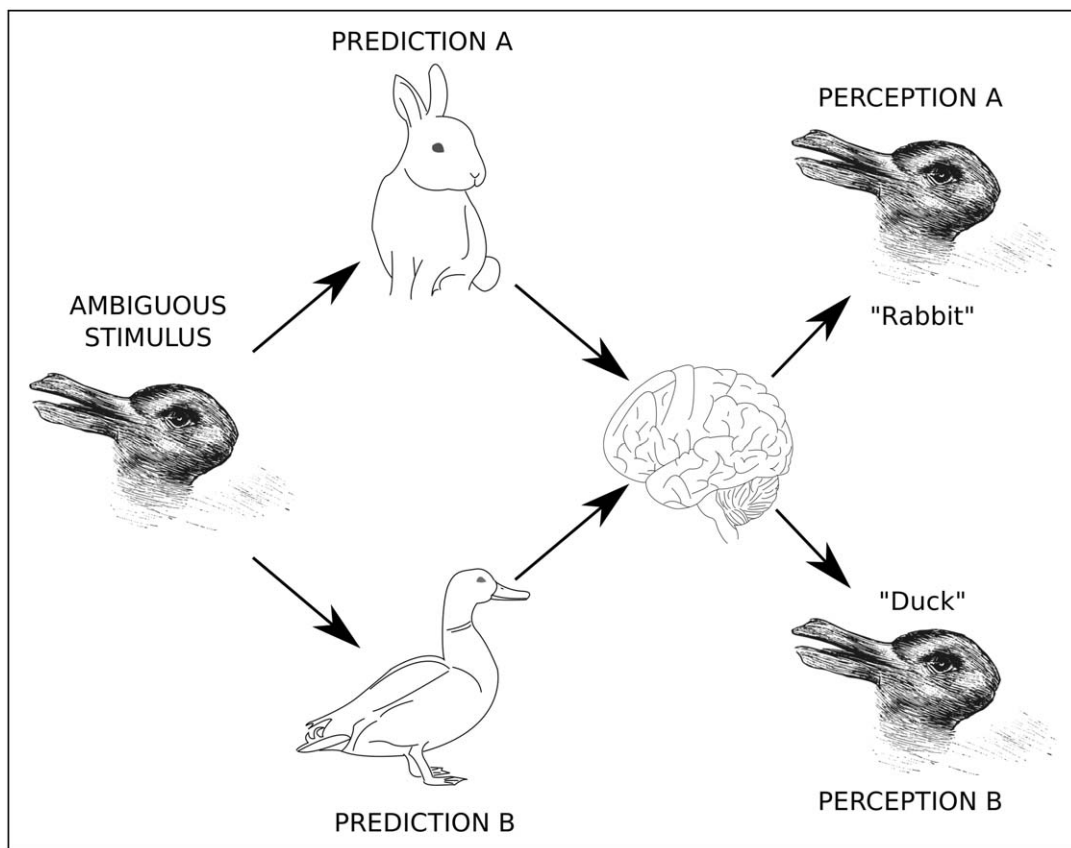 PREDICTION A
PERCEPTION A
AMBIGUOUS
STIMULUS
"Rabbit"
"Duck"
PREDICTION B
PERCEPTION B